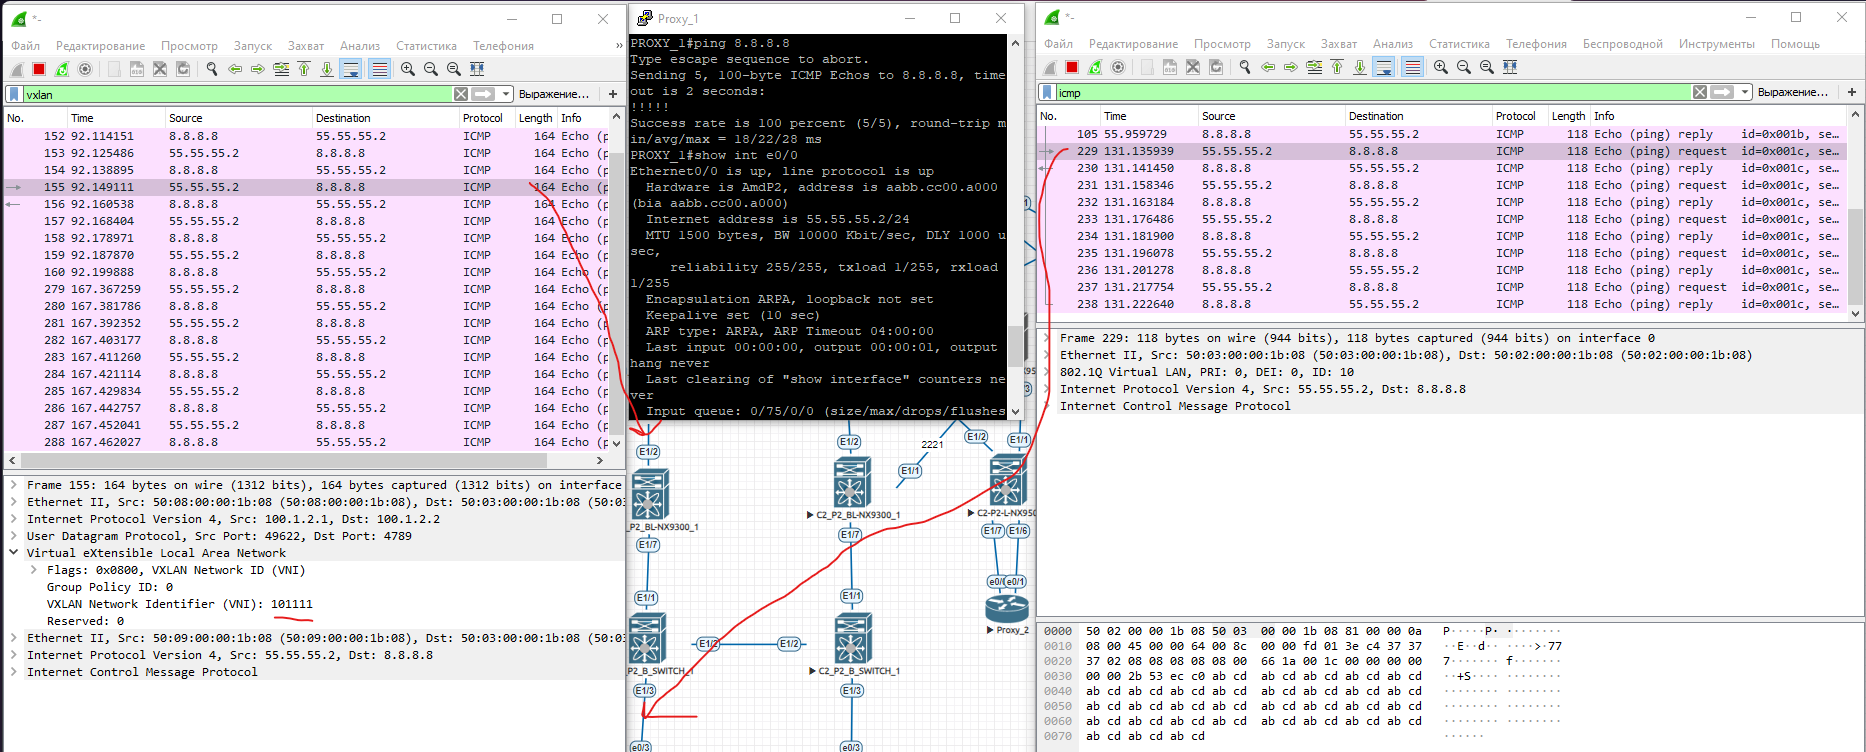 *-
Файл Редактирование Просмотр Запуск Захват Анализ Статистика Телефония »
vxlan Выражение... +
No. Time Source Destination Protocol Length Info
152 92.114151 8.8.8.8 55.55.55.2 ICMP 164 Echo (p
153 92.125486 55.55.55.2 8.8.8.8 ICMP 164 Echo (p
154 92.138895 8.8.8.8 55.55.55.2 ICMP 164 Echo (p
155 92.149111 55.55.55.2 8.8.8.8 ICMP 164 Echo (p
156 92.160538 8.8.8.8 55.55.55.2 ICMP 164 Echo (p
157 92.168404 55.55.55.2 8.8.8.8 ICMP 164 Echo (p
158 92.178971 8.8.8.8 55.55.55.2 ICMP 164 Echo (p
159 92.187870 55.55.55.2 8.8.8.8 ICMP 164 Echo (p
160 92.199888 8.8.8.8 55.55.55.2 ICMP 164 Echo (p
279 167.367259 55.55.55.2 8.8.8.8 ICMP 164 Echo (p
280 167.381786 8.8.8.8 55.55.55.2 ICMP 164 Echo (p
281 167.392352 55.55.55.2 8.8.8.8 ICMP 164 Echo (p
282 167.403177 8.8.8.8 55.55.55.2 ICMP 164 Echo (p
283 167.411260 55.55.55.2 8.8.8.8 ICMP 164 Echo (p
284 167.421114 8.8.8.8 55.55.55.2 ICMP 164 Echo (p
285 167.429834 55.55.55.2 8.8.8.8 ICMP 164 Echo (p
286 167.442757 8.8.8.8 55.55.55.2 ICMP 164 Echo (p
287 167.452041 55.55.55.2 8.8.8.8 ICMP 164 Echo (p
288 167.462027 8.8.8.8 55.55.55.2 ICMP 164 Echo (p
Frame 155: 164 bytes on wire (1312 bits), 164 bytes captured (1312 bits) on interface
Ethernet II, Src: 50:08:00:00:1b:08 (50:08:00:00:1b:08), Dst: 50:03:00:00:1b:08 (50:03
Internet Protocol Version 4, Src: 100.1.2.1, Dst: 100.1.2.2
User Datagram Protocol, Src Port: 49622, Dst Port: 4789
Virtual eXtensible Local Area Network
Flags: 0x0800, VXLAN Network ID (VNI)
Group Policy ID: 0
VXLAN Network Identifier (VNI): 101111
Reserved: 0
Ethernet II, Src: 50:09:00:00:1b:08 (50:09:00:00:1b:08), Dst: 50:03:00:00:1b:08 (50:03
Internet Protocol Version 4, Src: 55.55.55.2, Dst: 8.8.8.8
Internet Control Message Protocol
Proxy_1
PROXY_1#ping 8.8.8.8
Type escape sequence to abort.
Sending 5, 100-byte ICMP Echos to 8.8.8.8, time
out is 2 seconds:
!!!!!
Success rate is 100 percent (5/5), round-trip m
in/avg/max = 18/22/28 ms
PROXY_1#show int e0/0
Ethernet0/0 is up, line protocol is up
Hardware is AmdP2, address is aabb.cc00.a000
(bia aabb.cc00.a000)
Internet address is 55.55.55.2/24
MTU 1500 bytes, BW 10000 Kbit/sec, DLY 1000 u
sec,
reliability 255/255, txload 1/255, rxload
1/255
Encapsulation ARPA, loopback not set
Keepalive set (10 sec)
ARP type: ARPA, ARP Timeout 04:00:00
Last input 00:00:00, output 00:00:01, output
hang never
Last clearing of "show interface" counters ne
ver
Input queue: 0/75/0/0 (size/max/drops/flushes
E1/2 E1/2 2221 E1/2 E1/1
E1/1
_P2_BL-NX9300_1 C2_P2_BL-NX9300_1 C2-P2-L-NX950
E1/7 E1/7 E1/7 E1/6
e0/0 e0/1
E1/1 E1/1
Proxy_2
E1/2 E1/2
P2_B_SWITCH_1 C2_P2_B_SWITCH_1
E1/3 E1/3
e0/3 e0/3
*-
Файл Редактирование Просмотр Запуск Захват Анализ Статистика Телефония Беспроводной Инструменты Помощь
icmp Выражение... +
No. Time Source Destination Protocol Length Info
105 55.959729 8.8.8.8 55.55.55.2 ICMP 118 Echo (ping) reply id=0x001b, se...
229 131.135939 55.55.55.2 8.8.8.8 ICMP 118 Echo (ping) request id=0x001c, se...
230 131.141450 8.8.8.8 55.55.55.2 ICMP 118 Echo (ping) reply id=0x001c, se...
231 131.158346 55.55.55.2 8.8.8.8 ICMP 118 Echo (ping) request id=0x001c, se...
232 131.163184 8.8.8.8 55.55.55.2 ICMP 118 Echo (ping) reply id=0x001c, se...
233 131.176486 55.55.55.2 8.8.8.8 ICMP 118 Echo (ping) request id=0x001c, se...
234 131.181900 8.8.8.8 55.55.55.2 ICMP 118 Echo (ping) reply id=0x001c, se...
235 131.196078 55.55.55.2 8.8.8.8 ICMP 118 Echo (ping) request id=0x001c, se...
236 131.201278 8.8.8.8 55.55.55.2 ICMP 118 Echo (ping) reply id=0x001c, se...
237 131.217754 55.55.55.2 8.8.8.8 ICMP 118 Echo (ping) request id=0x001c, se...
238 131.222640 8.8.8.8 55.55.55.2 ICMP 118 Echo (ping) reply id=0x001c, se...
Frame 229: 118 bytes on wire (944 bits), 118 bytes captured (944 bits) on interface 0
Ethernet II, Src: 50:03:00:00:1b:08 (50:03:00:00:1b:08), Dst: 50:02:00:00:1b:08 (50:02:00:00:1b:08)
802.1Q Virtual LAN, PRI: 0, DEI: 0, ID: 10
Internet Protocol Version 4, Src: 55.55.55.2, Dst: 8.8.8.8
Internet Control Message Protocol
0000 50 02 00 00 1b 08 50 03 00 00 1b 08 81 00 00 0a P·····P· ········
0010 08 00 45 00 00 64 00 8c 00 00 fd 01 3e c4 37 37 ··E··d·· ····>·77
0020 37 02 08 08 08 08 08 00 66 1a 00 1c 00 00 00 00 7······· f·······
0030 00 00 2b 53 ec c0 ab cd ab cd ab cd ab cd ab cd ··+S···· ········
0040 ab cd ab cd ab cd ab cd ab cd ab cd ab cd ab cd ········ ········
0050 ab cd ab cd ab cd ab cd ab cd ab cd ab cd ab cd ········ ········
0060 ab cd ab cd ab cd ab cd ab cd ab cd ab cd ab cd ········ ········
0070 ab cd ab cd ab cd ······